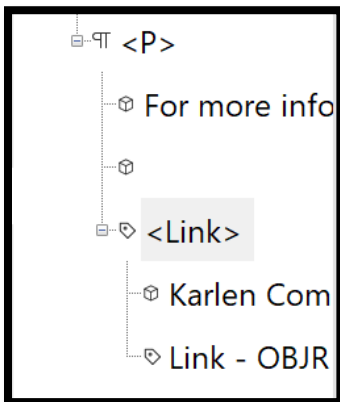 <P>
For more info
<Link>
Karlen Com
Link - OBJR